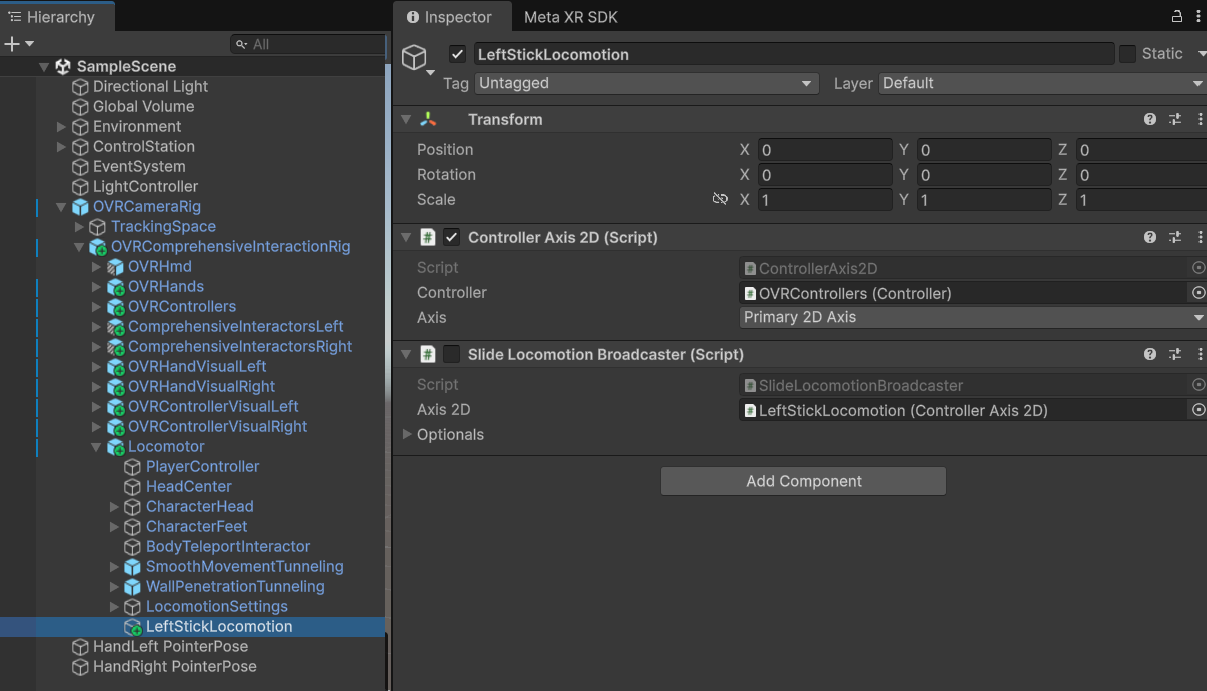 Hierarchy
All
SampleScene
Directional Light
Global Volume
Environment
ControlStation
EventSystem
LightController
OVRCameraRig
TrackingSpace
OVRComprehensiveInteractionRig
OVRHmd
OVRHands
OVRControllers
ComprehensiveInteractorsLeft
ComprehensiveInteractorsRight
OVRHandVisualLeft
OVRHandVisualRight
OVRControllerVisualLeft
OVRControllerVisualRight
Locomotor
PlayerController
HeadCenter
CharacterHead
CharacterFeet
BodyTeleportInteractor
SmoothMovementTunneling
WallPenetrationTunneling
LocomotionSettings
LeftStickLocomotion
HandLeft PointerPose
HandRight PointerPose
Inspector Meta XR SDK
LeftStickLocomotion Static
Tag Untagged Layer Default
Transform
Position X 0 Y 0 Z 0
Rotation X 0 Y 0 Z 0
Scale X 1 Y 1 Z 1
# Controller Axis 2D (Script)
Script # ControllerAxis2D
Controller # OVRControllers (Controller)
Axis Primary 2D Axis
# Slide Locomotion Broadcaster (Script)
Script # SlideLocomotionBroadcaster
Axis 2D # LeftStickLocomotion (Controller Axis 2D)
Optionals
Add Component